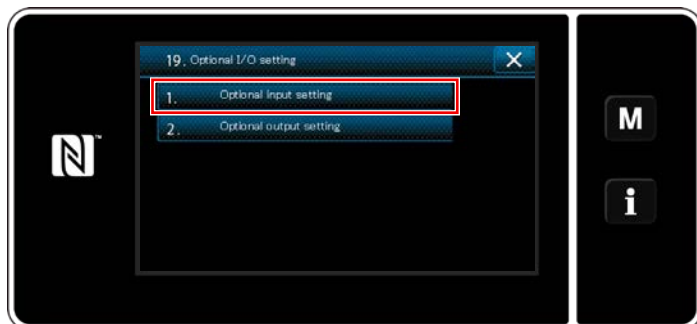 19. Optional I/O setting
1. Optional input setting
2. Optional output setting
M
i